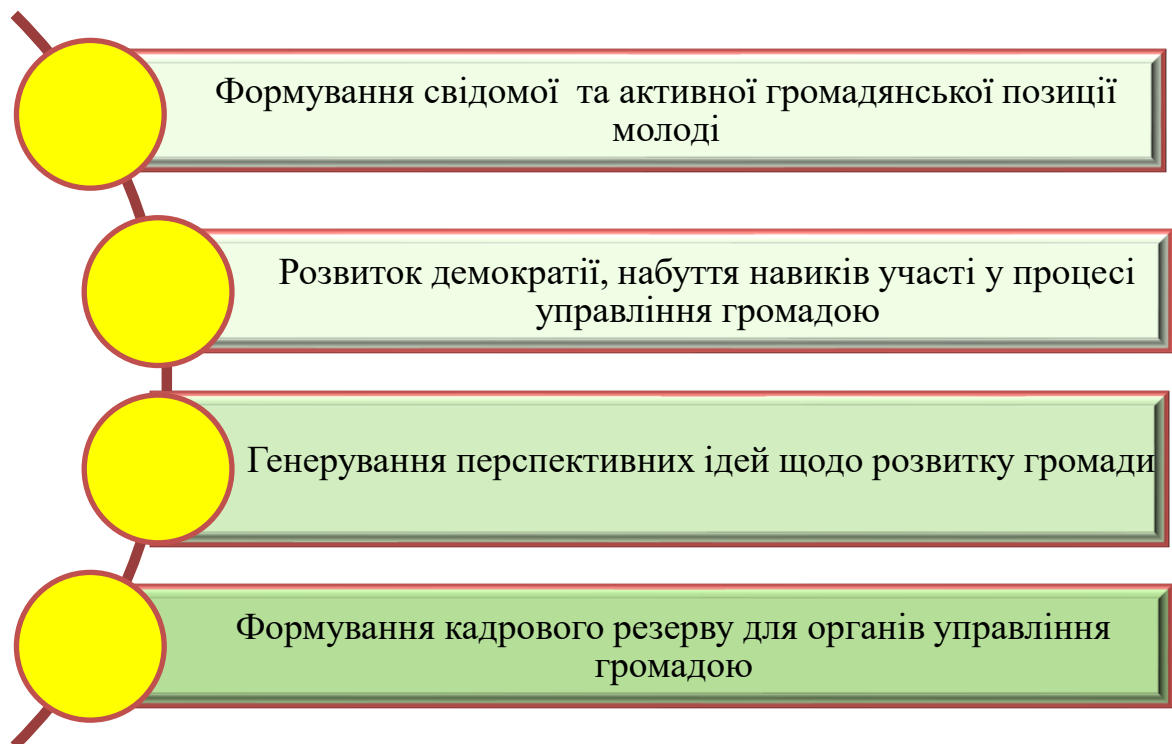 Формування свідомої та активної громадянської позиції
молоді
Розвиток демократії, набуття навиків участі у процесі
управління громадою
Генерування перспективних ідей щодо розвитку громади
Формування кадрового резерву для органів управління
громадою